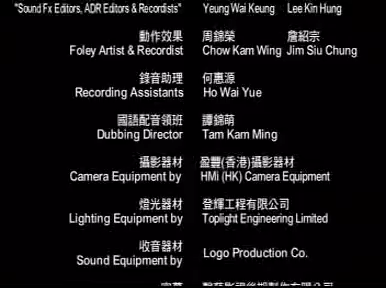 "Sound Fx Editors, ADR Editors & Recordists" Yeung Wai Keung Lee Kin Hung
動作效果 周錦榮 詹紹宗
Foley Artist & Recordist Chow Kam Wing Jim Siu Chung
錄音助理 何惠源
Recording Assistants Ho Wai Yue
國語配音領班 譚錦萌
Dubbing Director Tam Kam Ming
攝影器材 盈豐(香港)攝影器材
Camera Equipment by HMi (HK) Camera Equipment
燈光器材 登輝工程有限公司
Lighting Equipment by Toplight Engineering Limited
收音器材
Sound Equipment by Logo Production Co.